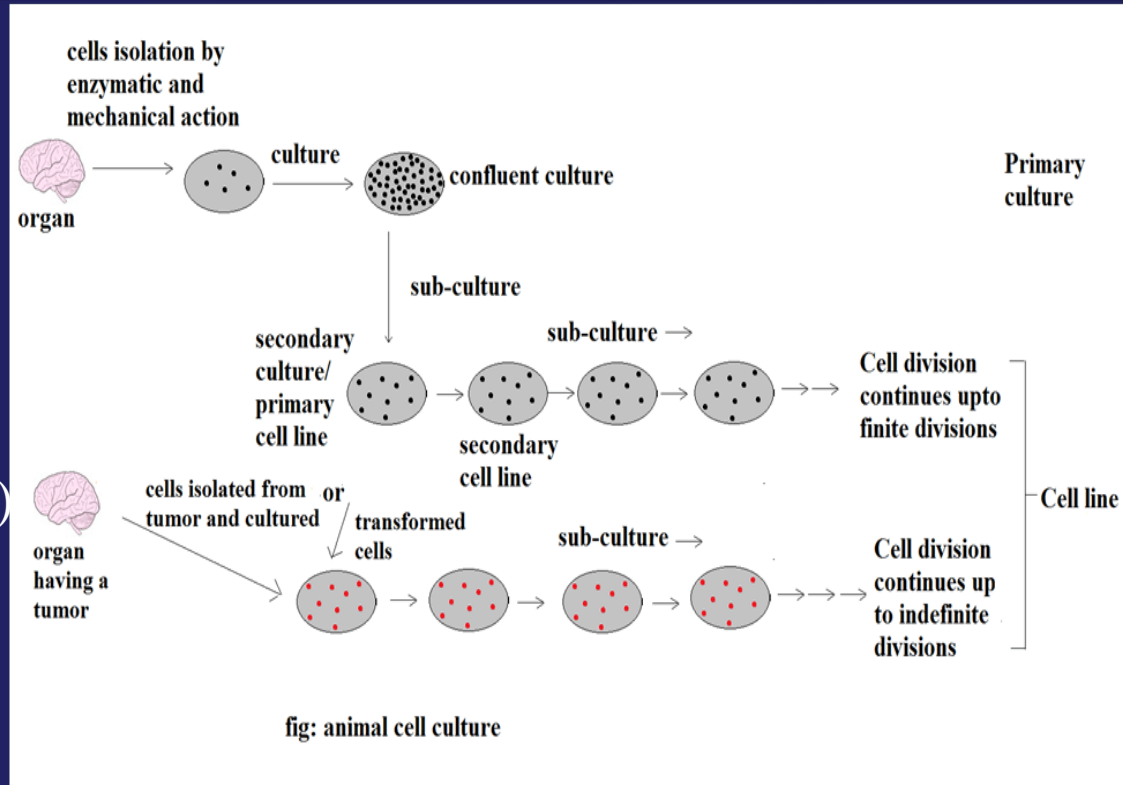 cells isolation by
enzymatic and
mechanical action
culture
confluent culture
Primary
culture
organ
sub-culture
secondary
culture/
primary
cell line
sub-culture
secondary
cell line
Cell division
continues upto
finite divisions
Cell line
)
cells isolated from or
tumor and cultured
transformed
cells
organ
having a
tumor
sub-culture
Cell division
continues up
to indefinite
divisions
fig: animal cell culture